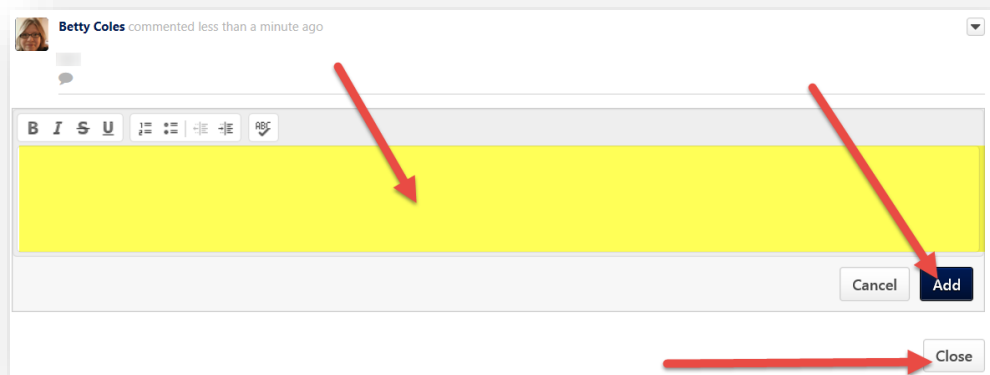 Betty Coles commented less than a minute ago
B I S U ABC
Cancel Add
Close